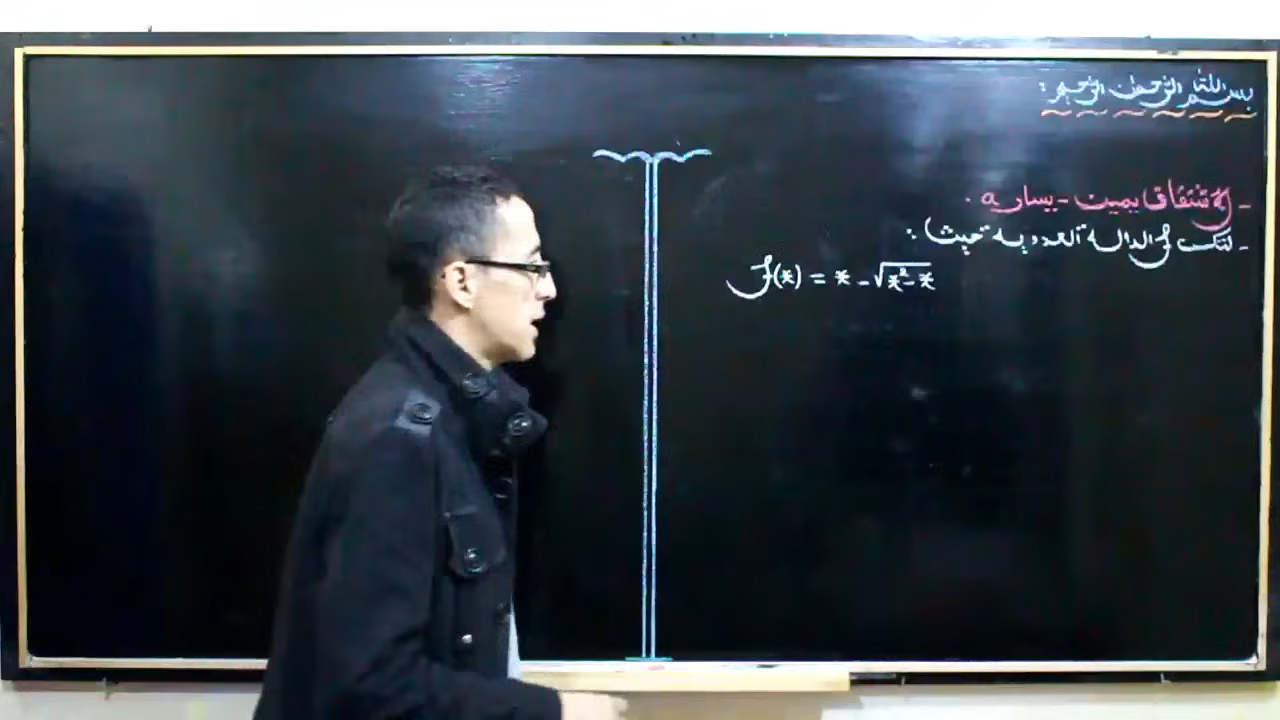 بسم الله الرحمن الرحيم :
- الاشتقاق يمين - يسار a .
- لتكن f الدالة العددية حيث :
f(x) = x - √(x² - x)